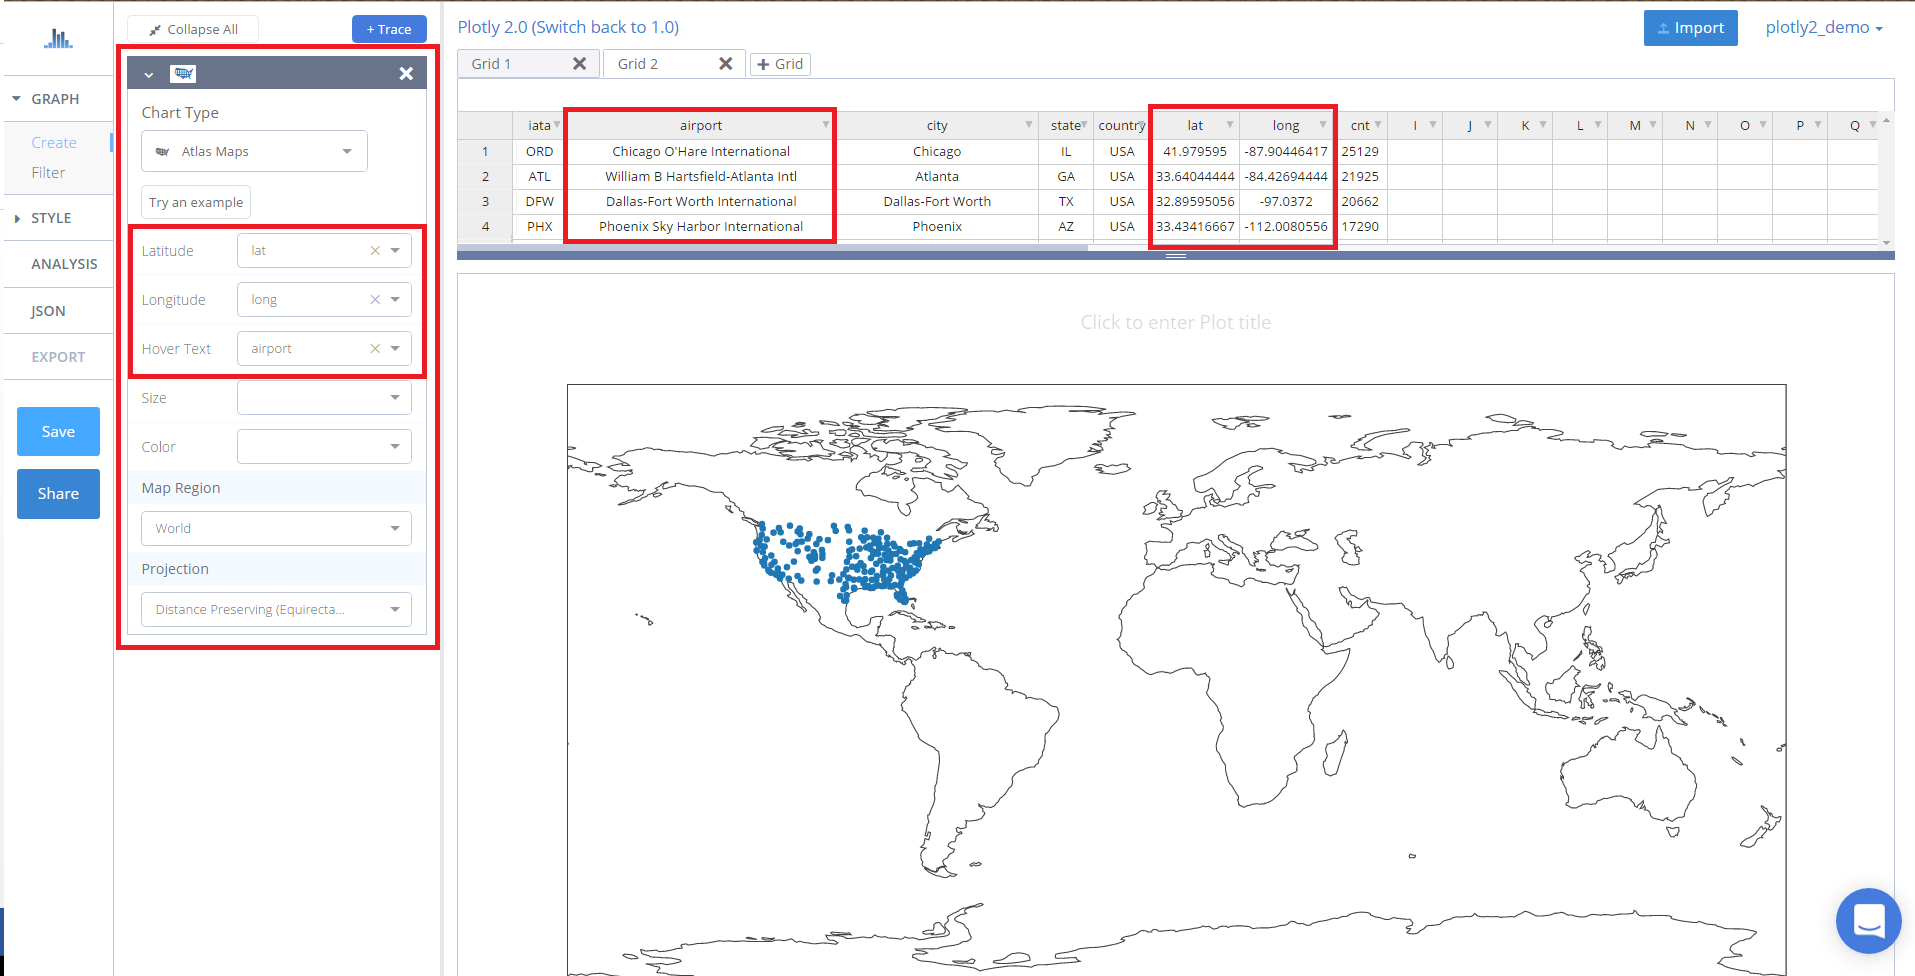 Collapse All
+ Trace
Plotly 2.0 (Switch back to 1.0)
Import
plotly2_demo
Grid 1
Grid 2
Grid
GRAPH
Create
Filter
STYLE
ANALYSIS
JSON
EXPORT
Save
Share
Chart Type
Atlas Maps
Try an example
Latitude lat
Longitude long
Hover Text airport
Size
Color
Map Region
World
Projection
Distance Preserving (Equirecta...
iata airport city state country lat long cnt I J K L M N O P Q
1 ORD Chicago O'Hare International Chicago IL USA 41.979595 -87.90446417 25129
2 ATL William B Hartsfield-Atlanta Intl Atlanta GA USA 33.64044444 -84.42694444 21925
3 DFW Dallas-Fort Worth International Dallas-Fort Worth TX USA 32.89595056 -97.0372 20662
4 PHX Phoenix Sky Harbor International Phoenix AZ USA 33.43416667 -112.0080556 17290
Click to enter Plot title